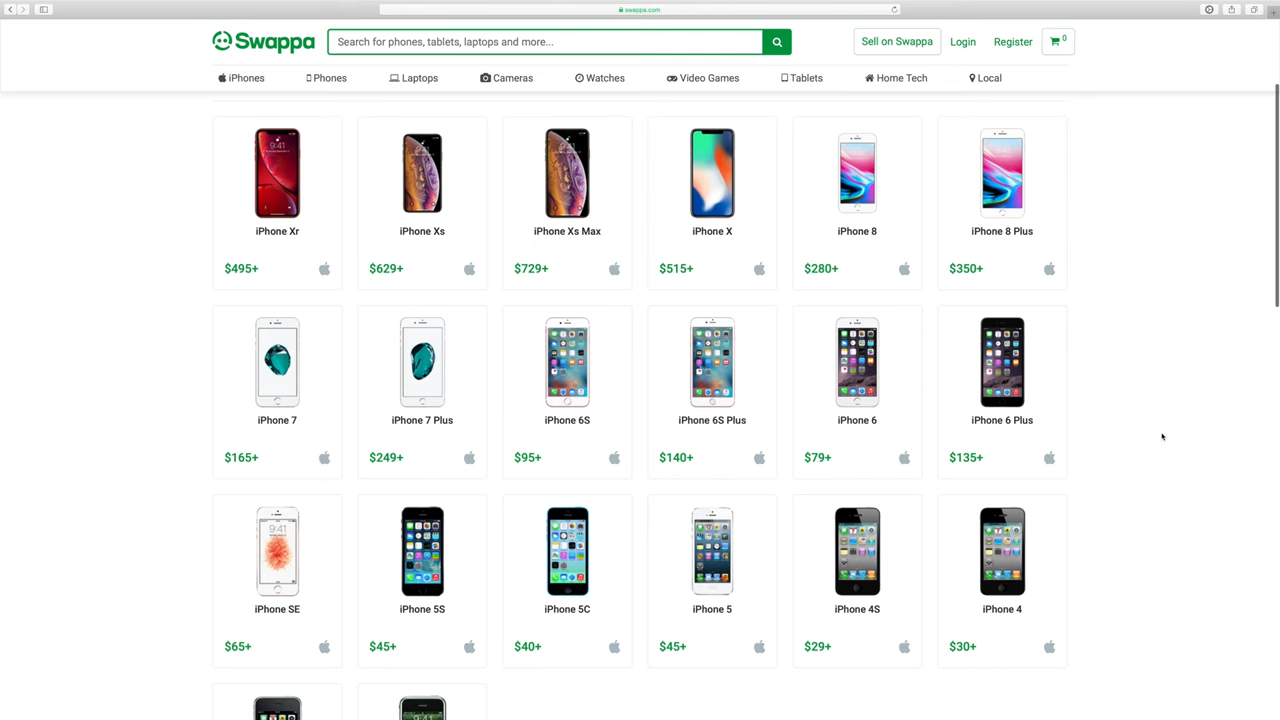 swappa.com
Swappa
Search for phones, tablets, laptops and more...
Sell on Swappa
Login
Register
0
iPhones
Phones
Laptops
Cameras
Watches
Video Games
Tablets
Home Tech
Local
iPhone Xr
iPhone Xs
iPhone Xs Max
iPhone X
iPhone 8
iPhone 8 Plus
$495+
$629+
$729+
$515+
$280+
$350+
iPhone 7
iPhone 7 Plus
iPhone 6S
iPhone 6S Plus
iPhone 6
iPhone 6 Plus
$165+
$249+
$95+
$140+
$79+
$135+
9:41
iPhone SE
iPhone 5S
iPhone 5C
iPhone 5
iPhone 4S
iPhone 4
$65+
$45+
$40+
$45+
$29+
$30+